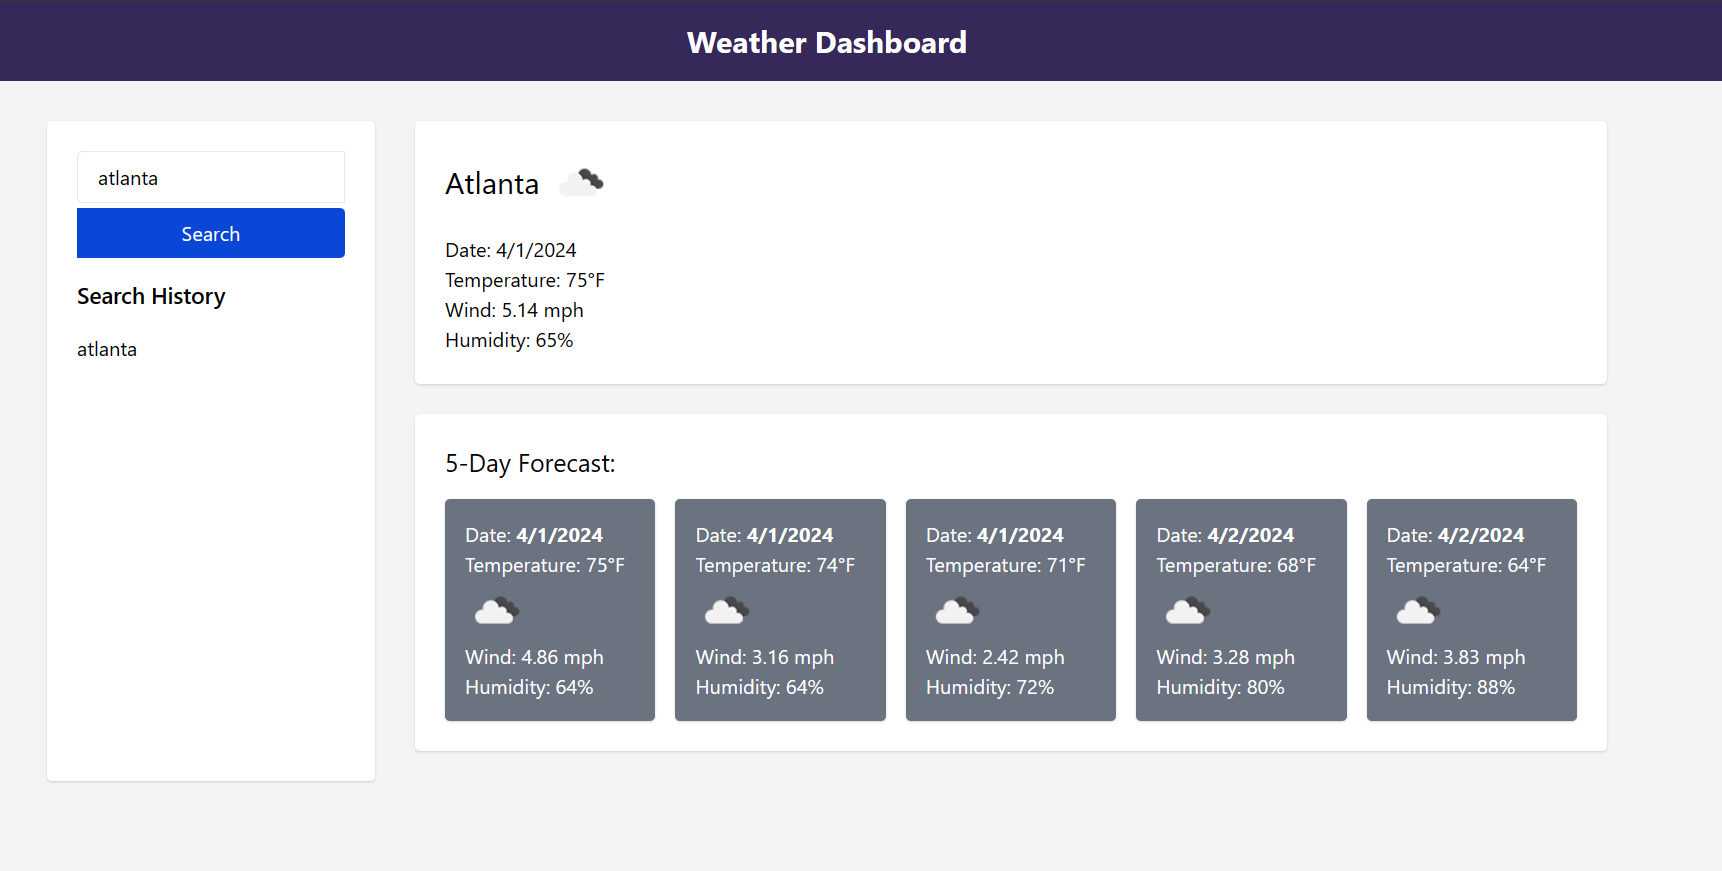 Weather Dashboard
atlanta
Search
Search History
atlanta
Atlanta
Date: 4/1/2024
Temperature: 75°F
Wind: 5.14 mph
Humidity: 65%
5-Day Forecast:
Date: 4/1/2024
Temperature: 75°F
Wind: 4.86 mph
Humidity: 64%
Date: 4/1/2024
Temperature: 74°F
Wind: 3.16 mph
Humidity: 64%
Date: 4/1/2024
Temperature: 71°F
Wind: 2.42 mph
Humidity: 72%
Date: 4/2/2024
Temperature: 68°F
Wind: 3.28 mph
Humidity: 80%
Date: 4/2/2024
Temperature: 64°F
Wind: 3.83 mph
Humidity: 88%